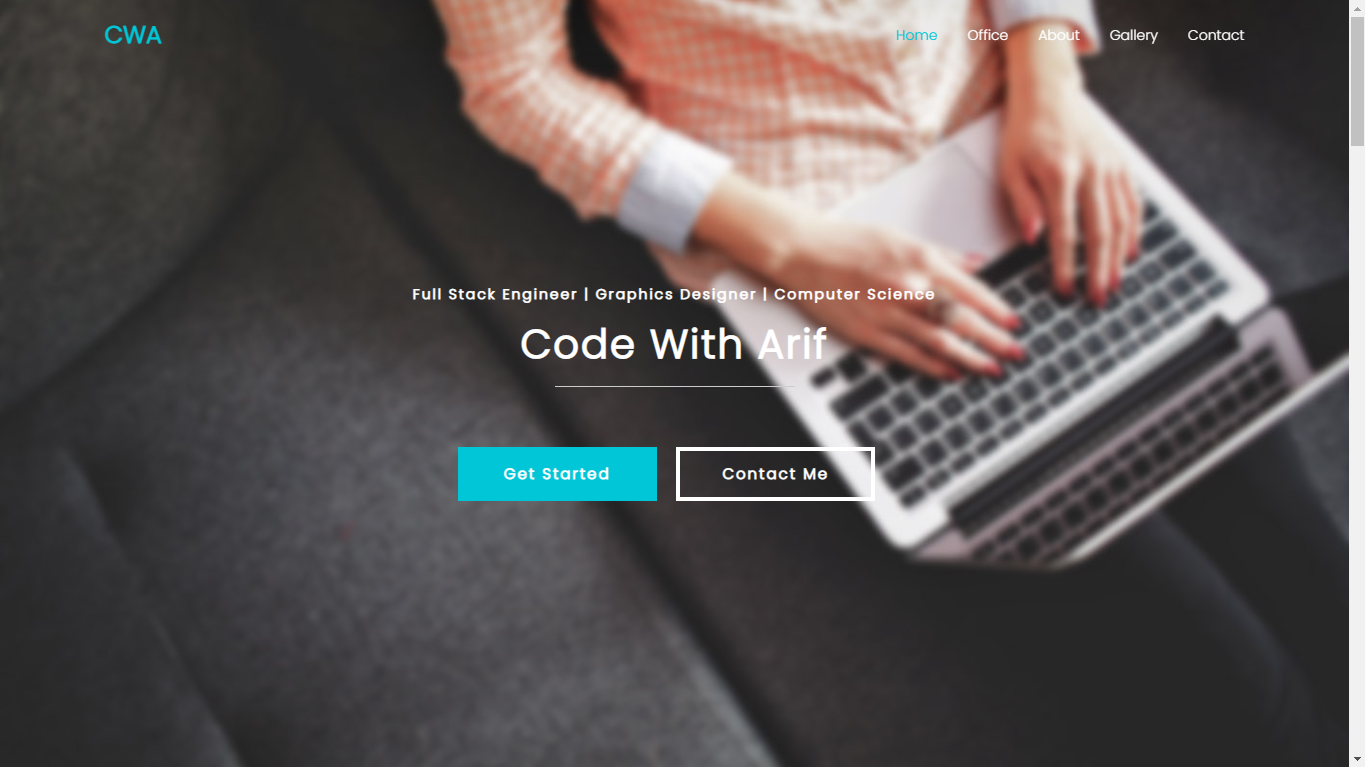 CWA
Home Office About Gallery Contact
Full Stack Engineer | Graphics Designer | Computer Science
Code With Arif
Get Started Contact Me